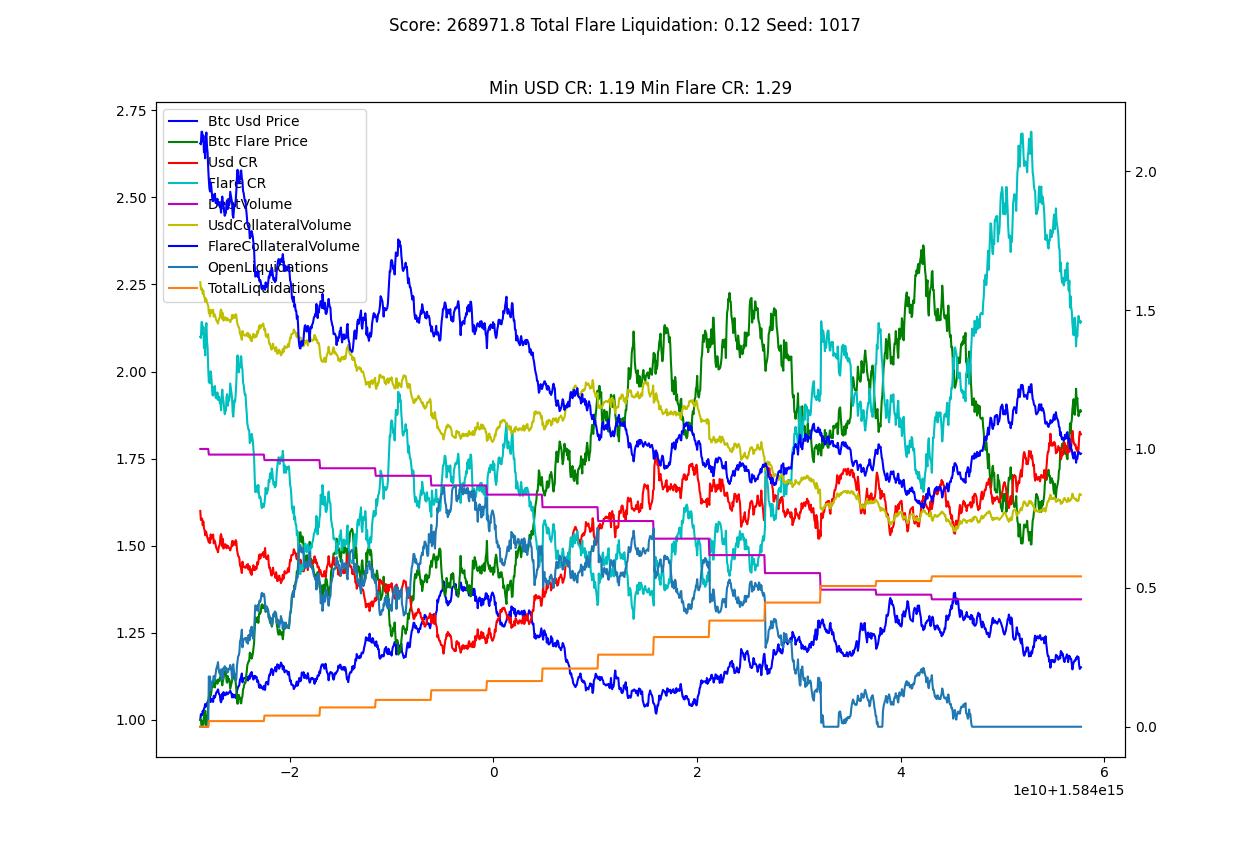 Score: 268971.8 Total Flare Liquidation: 0.12 Seed: 1017
Min USD CR: 1.19 Min Flare CR: 1.29
2.75
2.50
2.25
2.00
1.75
1.50
1.25
1.00
Btc Usd Price
Btc Flare Price
Usd CR
Flare CR
DebtVolume
UsdCollateralVolume
FlareCollateralVolume
OpenLiquidations
TotalLiquidations
2.0
1.5
1.0
0.5
0.0
−2 0 2 4 6
1e10+1.584e15